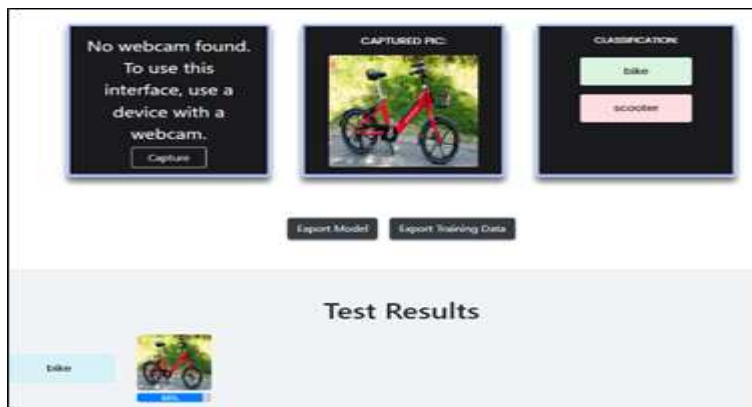 No webcam found.
To use this
interface, use a
device with a
webcam.
Capture
CAPTURED PIC:
CLASSIFICATION:
bike
scooter
Export Model
Export Training Data
Test Results
bike